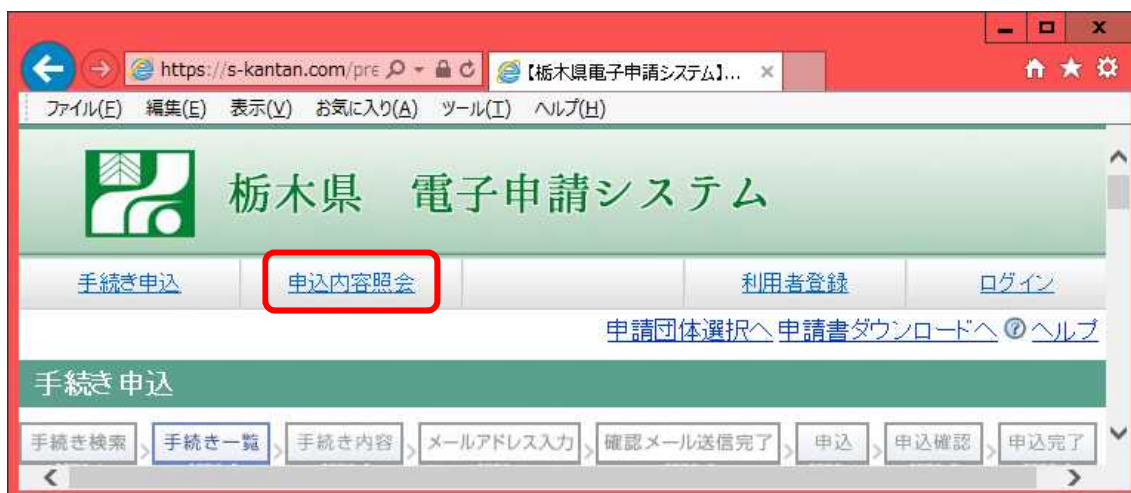 https://s-kantan.com/pre 【栃木県電子申請システム】...
ファイル(F) 編集(E) 表示(V) お気に入り(A) ツール(T) ヘルプ(H)
栃木県 電子申請システム
手続き申込 申込内容照会 利用者登録 ログイン
申請団体選択へ 申請書ダウンロードへ ヘルプ
手続き申込
手続き検索 手続き一覧 手続き内容 メールアドレス入力 確認メール送信完了 申込 申込確認 申込完了